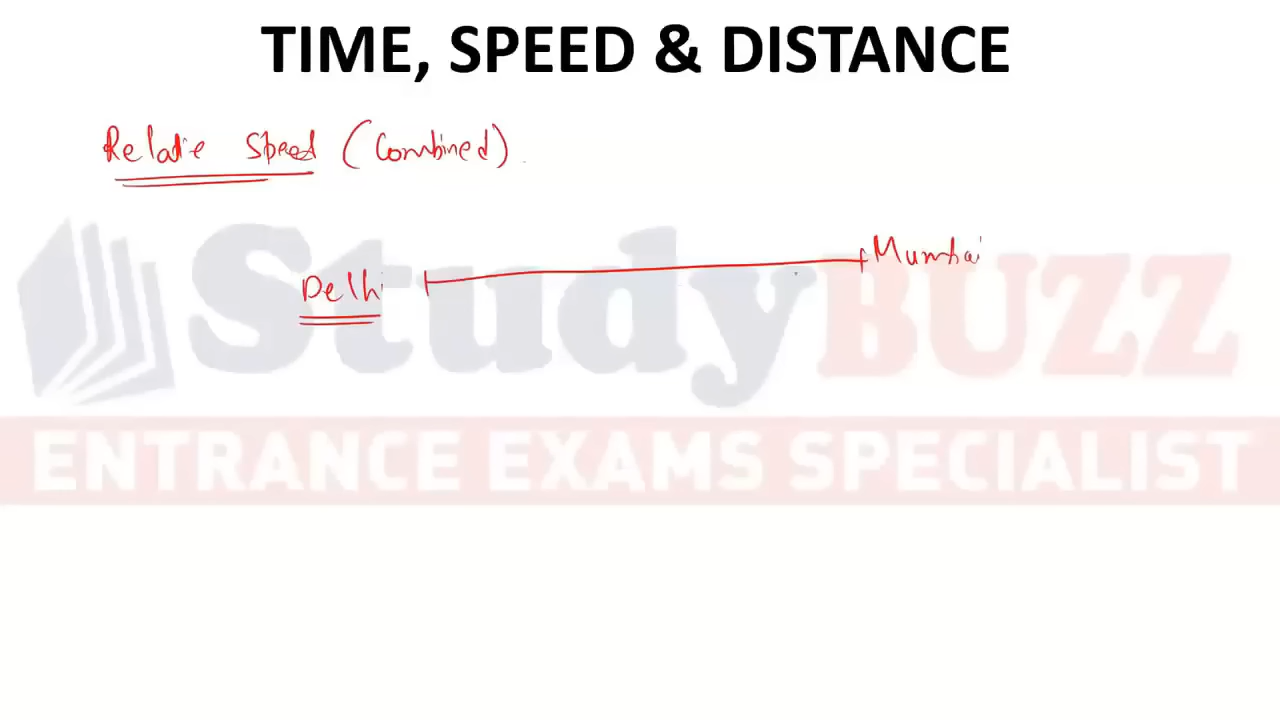 TIME, SPEED & DISTANCE
Relative Speed (Combined)
Delhi Mumbai
StudyBUZZ
ENTRANCE EXAMS SPECIALIST